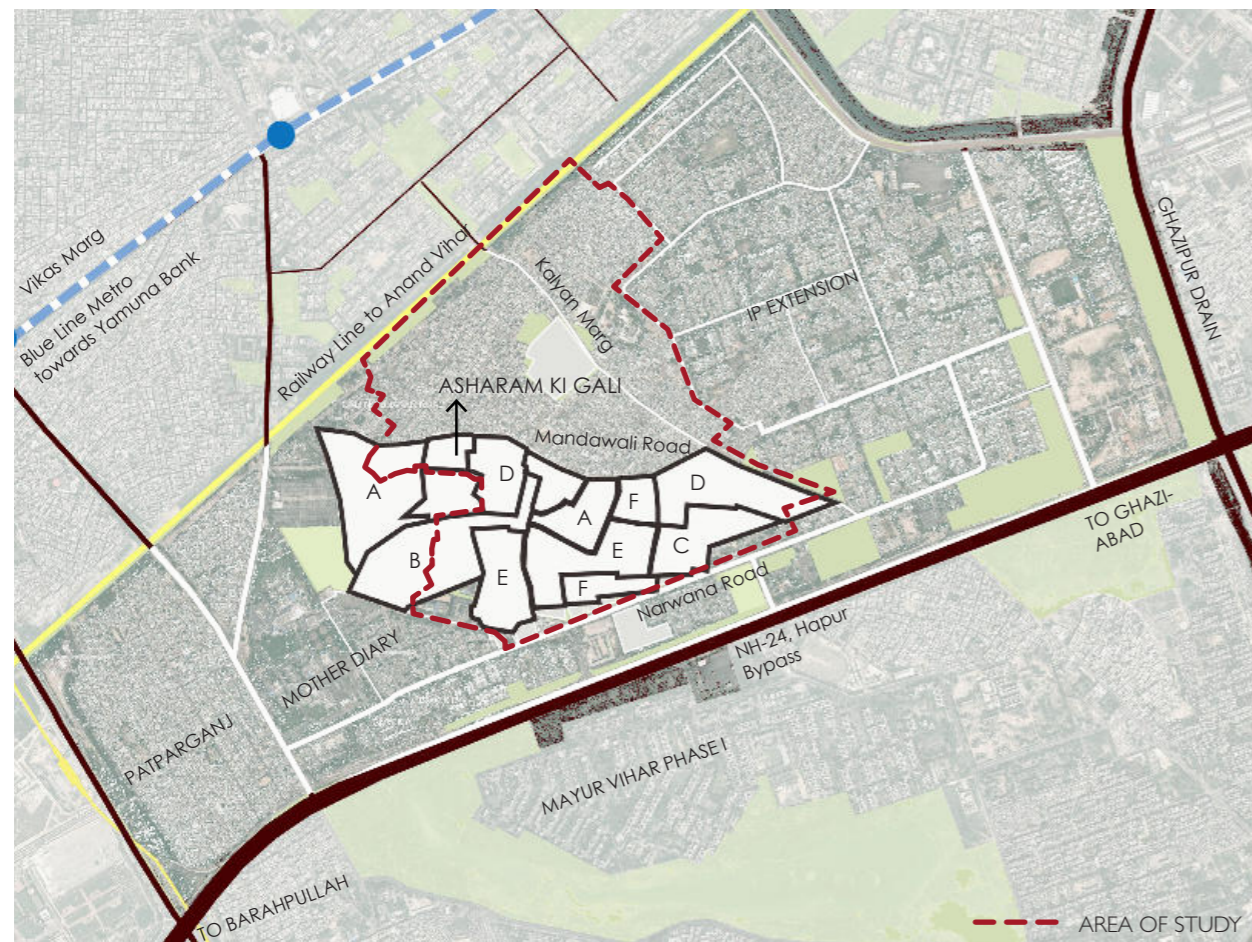 Vikas Marg
Blue Line Metro
towards Yamuna Bank
Railway Line to Anand Vihar
Kalyan Marg
IP EXTENSION
GHAZIPUR DRAIN
ASHARAM KI GALI
Mandawali Road
A
D
A
F
D
B
E
E
C
F
TO GHAZI-
ABAD
Narwana Road
NH-24, Hapur
Bypass
MOTHER DIARY
PATPARGANJ
MAYUR VIHAR PHASE I
TO BARAHPULLAH
AREA OF STUDY